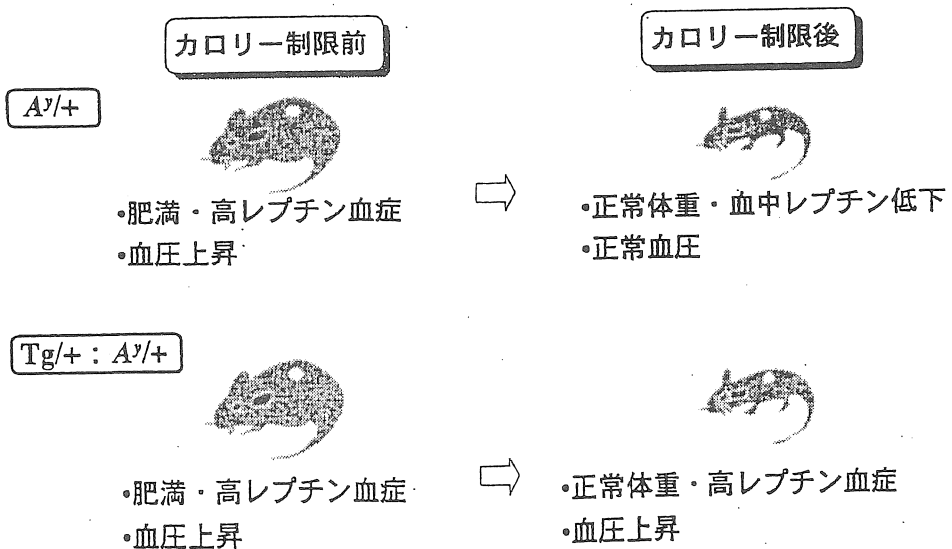 カロリー制限前
カロリー制限後
Aʸ/+
•肥満・高レプチン血症
•血圧上昇
•正常体重・血中レプチン低下
•正常血圧
Tg/+：Aʸ/+
•肥満・高レプチン血症
•血圧上昇
•正常体重・高レプチン血症
•血圧上昇